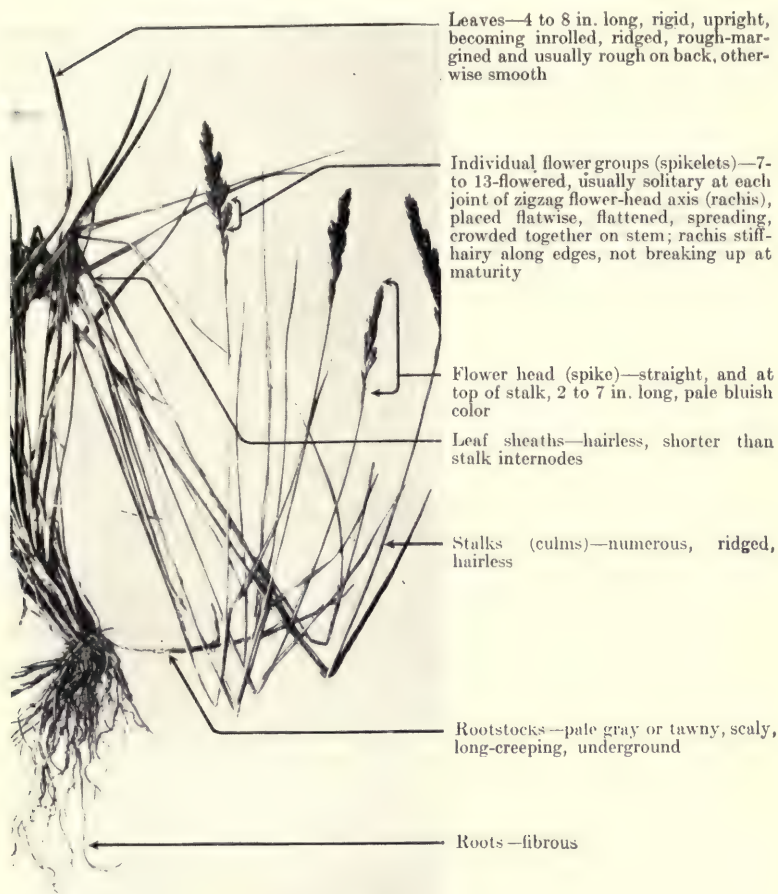 Leaves—4 to 8 in. long, rigid, upright,
becoming inrolled, ridged, rough-mar-
gined and usually rough on back, other-
wise smooth
Individual flower groups (spikelets)—7-
to 13-flowered, usually solitary at each
joint of zigzag flower-head axis (rachis),
placed flatwise, flattened, spreading,
crowded together on stem; rachis stiff-
hairy along edges, not breaking up at
maturity
Flower head (spike)—straight, and at
top of stalk, 2 to 7 in. long, pale bluish
color
Leaf sheaths—hairless, shorter than
stalk internodes
Stalks (culms)—numerous, ridged,
hairless
Rootstocks—pale gray or tawny, scaly,
long-creeping, underground
Roots—fibrous